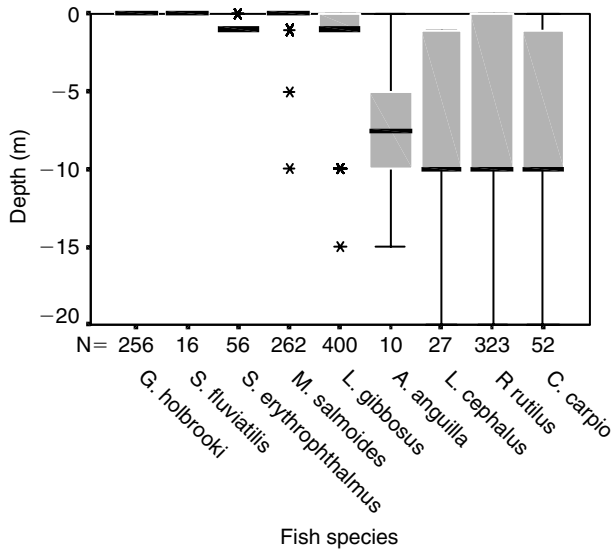 0
−5
−10
−15
−20
Depth (m)
N= 256 16 56 262 400 10 27 323 52
G. holbrooki
S. fluviatilis
S. erythrophthalmus
M. salmoides
L. gibbosus
A. anguilla
L. cephalus
R rutilus
C. carpio
Fish species